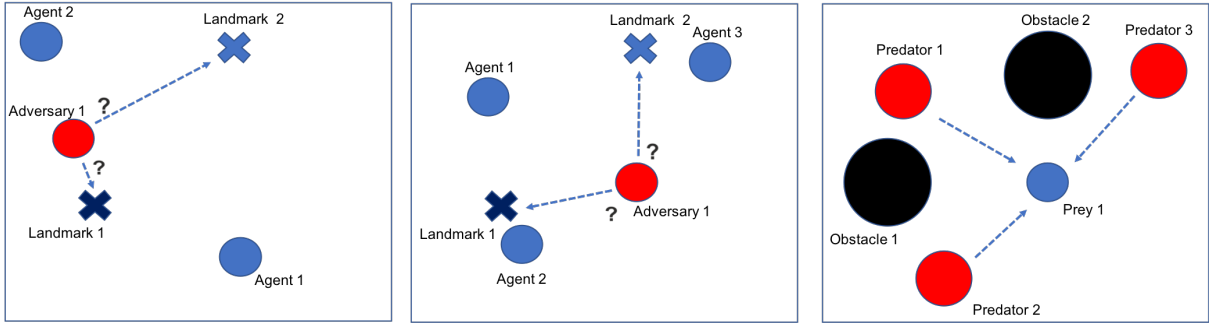 Agent 2
Landmark 2
Adversary 1
?
?
Landmark 1
Agent 1
Landmark 2
Agent 3
Agent 1
?
?
Adversary 1
Landmark 1
Agent 2
Obstacle 2
Predator 1
Predator 3
Prey 1
Obstacle 1
Predator 2